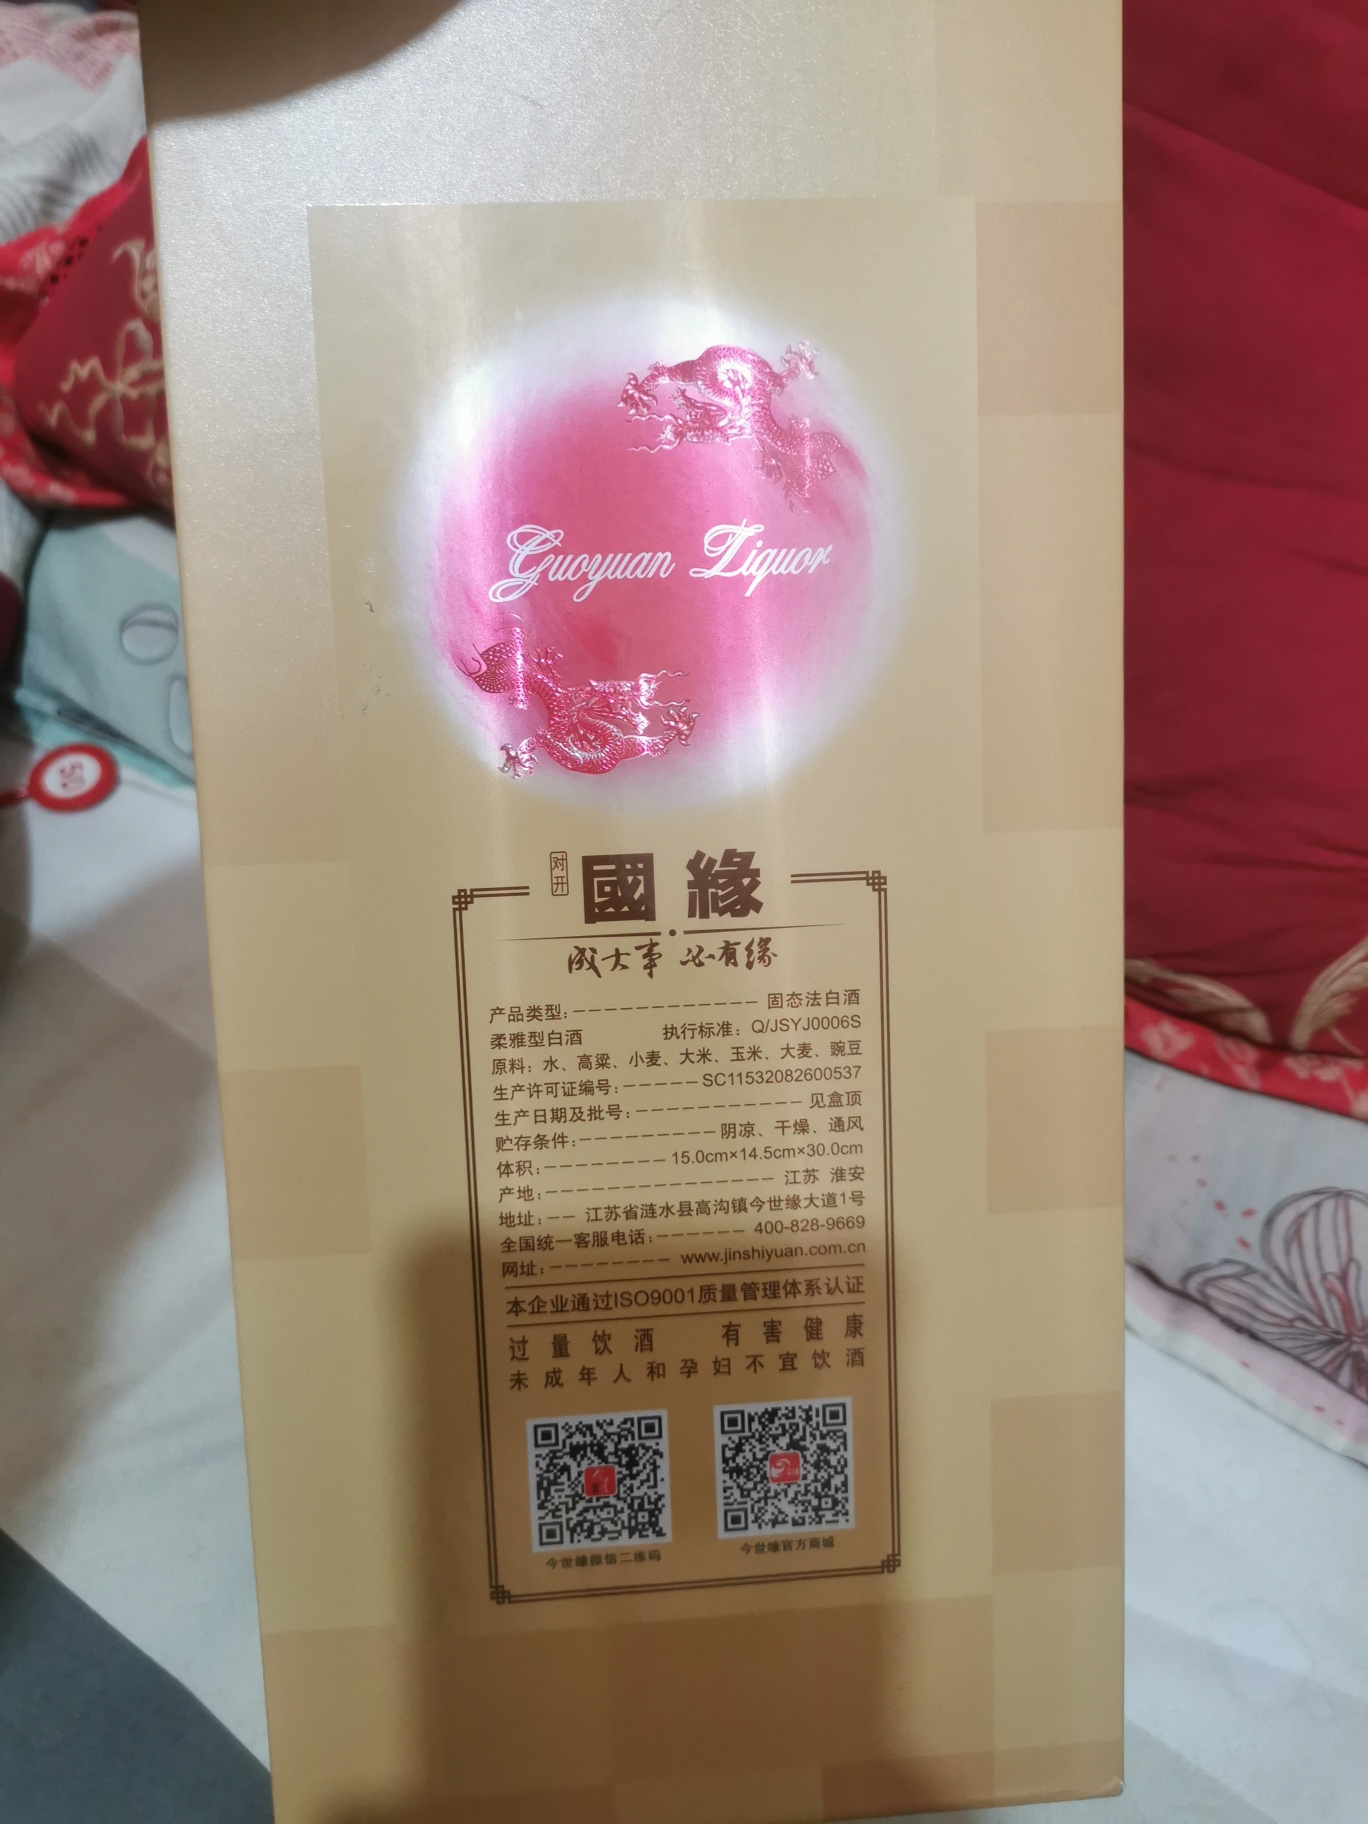 Guoyuan Liquor
对开
國緣
成大事 必有缘
产品类型:------------固态法白酒
柔雅型白酒 执行标准: Q/JSYJ0006S
原料: 水、高粱、小麦、大米、玉米、大麦、豌豆
生产许可证编号:-----SC11532082600537
生产日期及批号:-----------见盒顶
贮存条件:---------阴凉、干燥、通风
体积:--------15.0cm×14.5cm×30.0cm
产地:---------------江苏 淮安
地址:--江苏省涟水县高沟镇今世缘大道1号
全国统一客服电话:------400-828-9669
网址:--------www.jinshiyuan.com.cn
本企业通过ISO9001质量管理体系认证
过量饮酒 有害健康
未成年人和孕妇不宜饮酒
今世缘微信二维码 今世缘官方商城
50